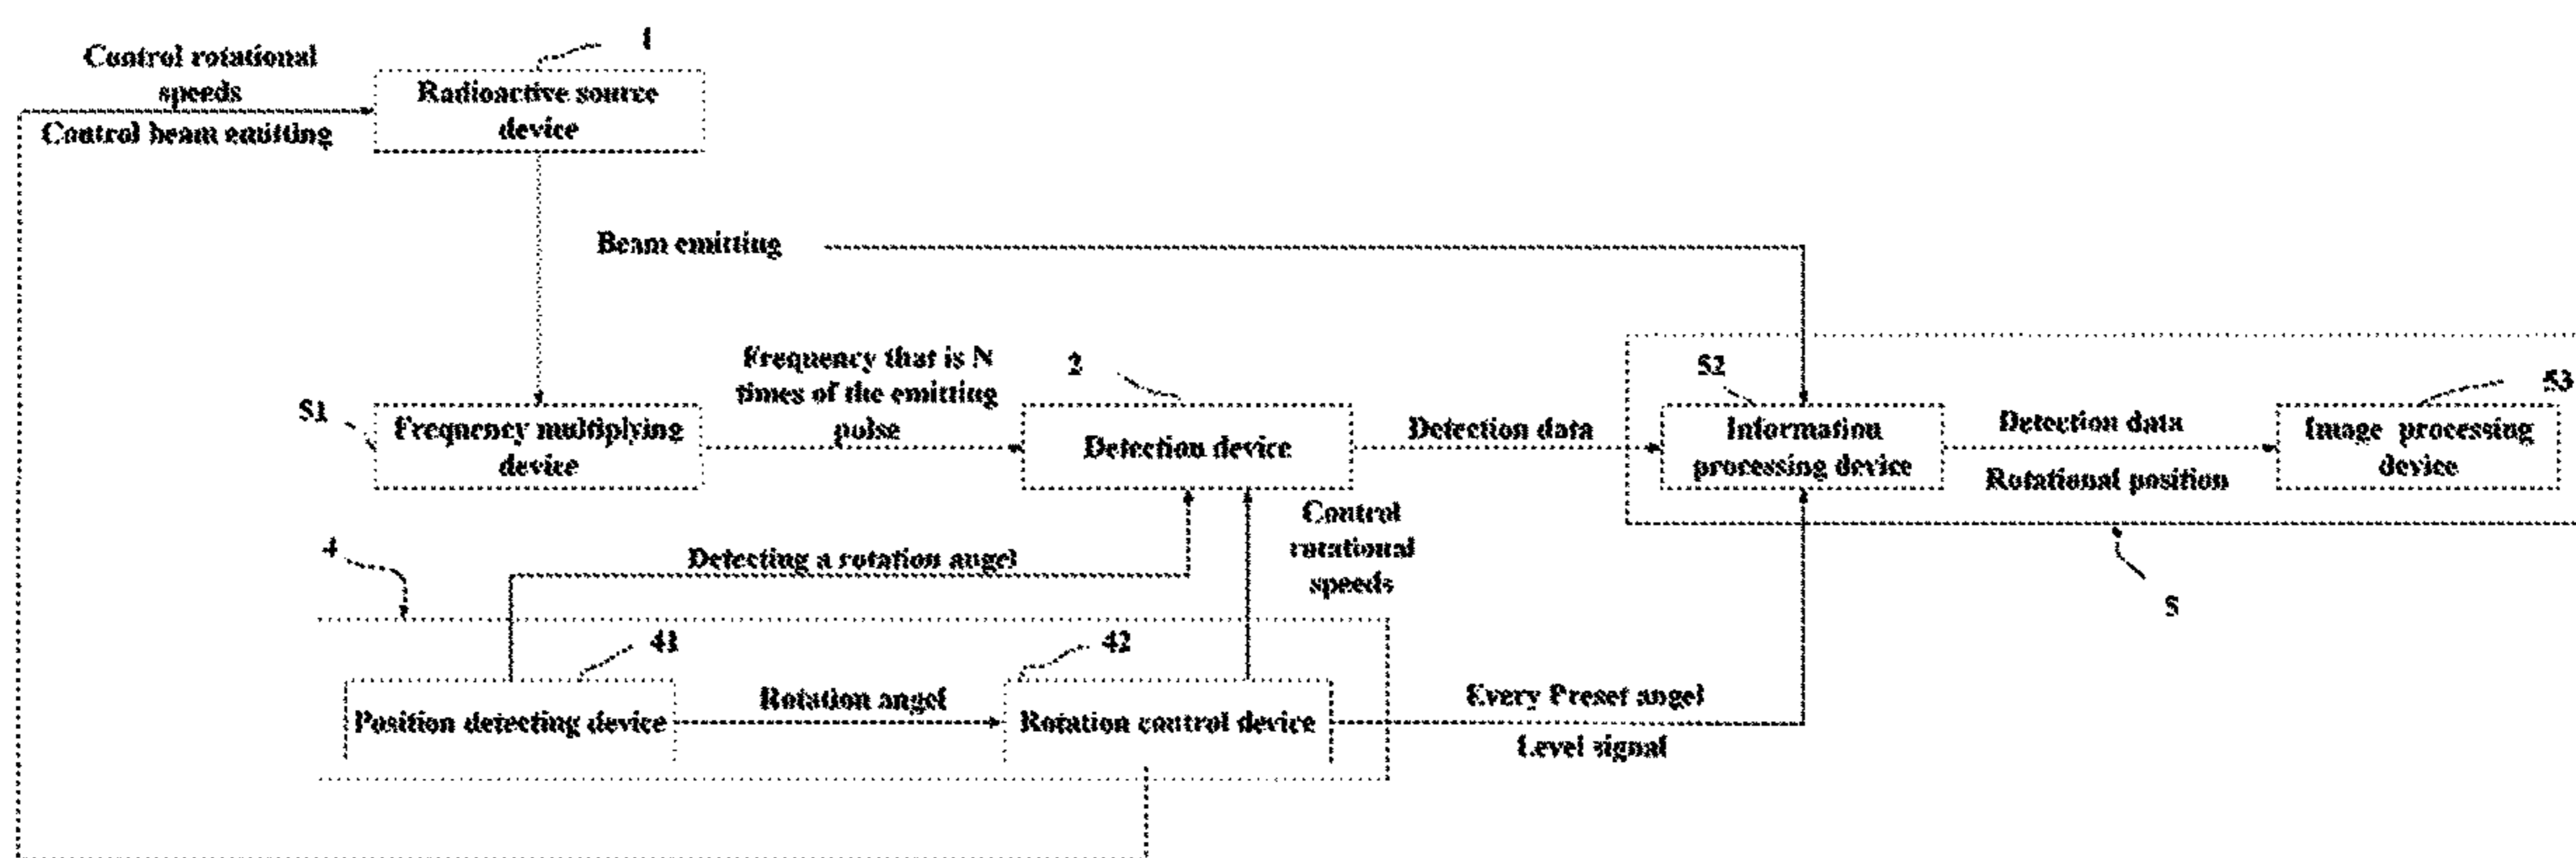 1
Control rotational
speeds
Control beam emitting
Radioactive source
device
Beam emitting
51
Frequency multiplying
device
Frequency that is N
times of the emitting
pulse
2
Detection device
Detection data
52
Information
processing device
Detection data
Rotational position
53
Image processing
device
Control
rotational
speeds
5
4
Detecting a rotation angel
41
Position detecting device
Rotation angel
42
Rotation control device
Every Preset angel
Level signal